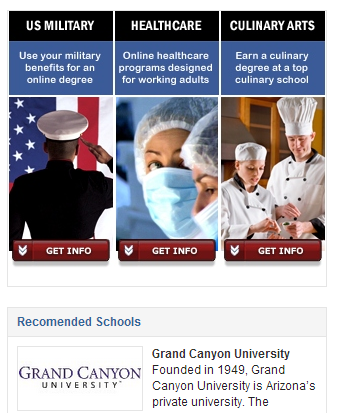 US MILITARY
Use your military
benefits for an
online degree
GET INFO
HEALTHCARE
Online healthcare
programs designed
for working adults
GET INFO
CULINARY ARTS
Earn a culinary
degree at a top
culinary school
GET INFO
Recomended Schools
GRAND CANYON
UNIVERSITY™
Grand Canyon University
Founded in 1949, Grand
Canyon University is Arizona's
private university. The